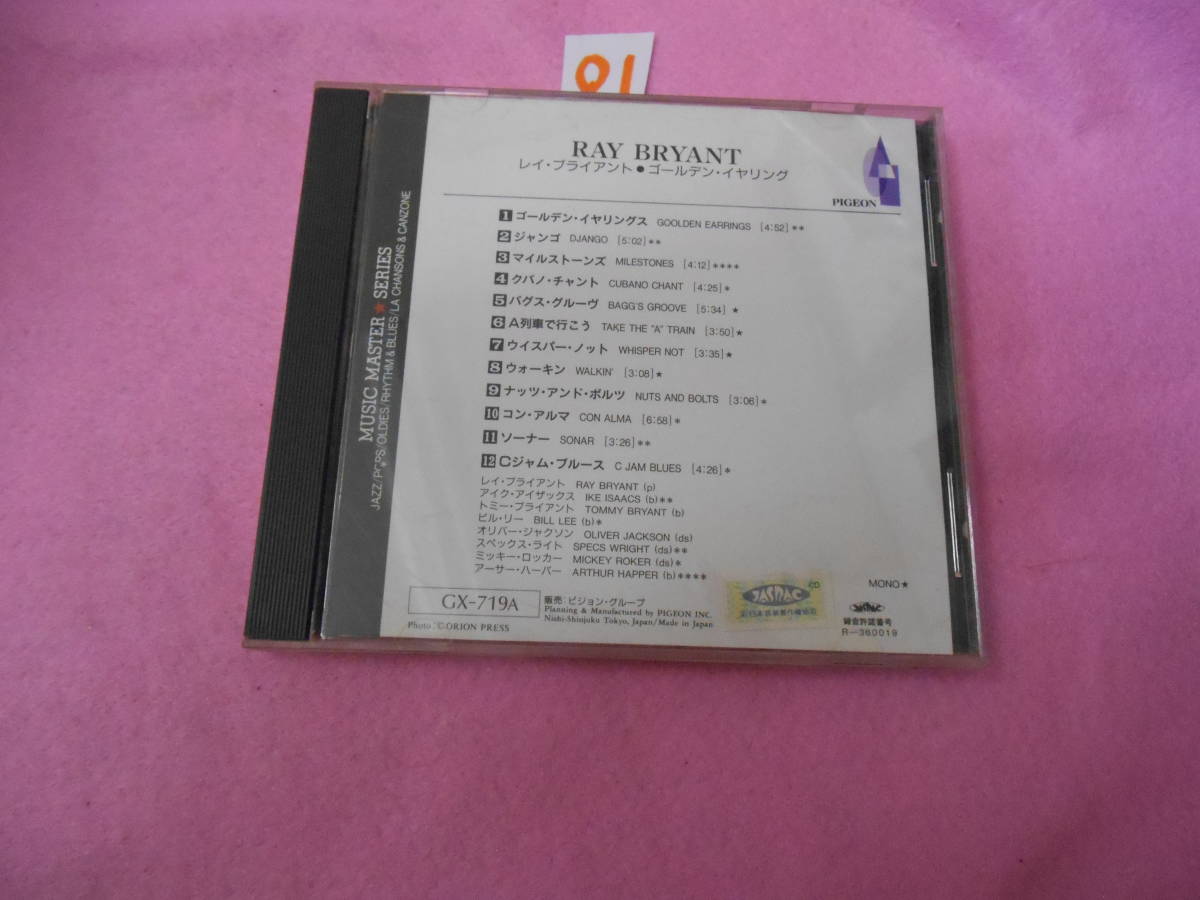 RAY BRYANT
レイ・ブライアント●ゴールデン・イヤリング
PIGEON
MUSIC MASTER★SERIES
JAZZ/POPS/OLDIES/RHYTHM & BLUES/LA CHANSONS & CANZONE
1 ゴールデン・イヤリングス GOOLDEN EARRINGS [4:52]**
2 ジャンゴ DJANGO [5:02]**
3 マイルストーンズ MILESTONES [4:12]****
4 クバノ・チャント CUBANO CHANT [4:25]*
5 バグス・グルーヴ BAGG'S GROOVE [5:34]★
6 A列車で行こう TAKE THE "A" TRAIN [3:50]★
7 ウイスパー・ノット WHISPER NOT [3:35]★
8 ウォーキン WALKIN' [3:08]★
9 ナッツ・アンド・ボルツ NUTS AND BOLTS [3:06]*
10 コン・アルマ CON ALMA [6:58]*
11 ソーナー SONAR [3:26]**
12 Cジャム・ブルース C JAM BLUES [4:26]*
レイ・ブライアント RAY BRYANT (p)
アイク・アイザックス IKE ISAACS (b)**
トミー・ブライアント TOMMY BRYANT (b)
ビル・リー BILL LEE (b)*
オリバー・ジャクソン OLIVER JACKSON (ds)
スペックス・ライト SPECS WRIGHT (ds)**
ミッキー・ロッカー MICKEY ROKER (ds)*
アーサー・ハーパー ARTHUR HAPPER (b)****
MONO★
GX-719A
販売:ピジョン・グループ
Planning & Manufactured by PIGEON INC.
Nishi-Shinjuku Tokyo, Japan/Made in Japan
Photo:©ORION PRESS
JASRAC
CD
JASRAC
録音許諾番号
R-360019